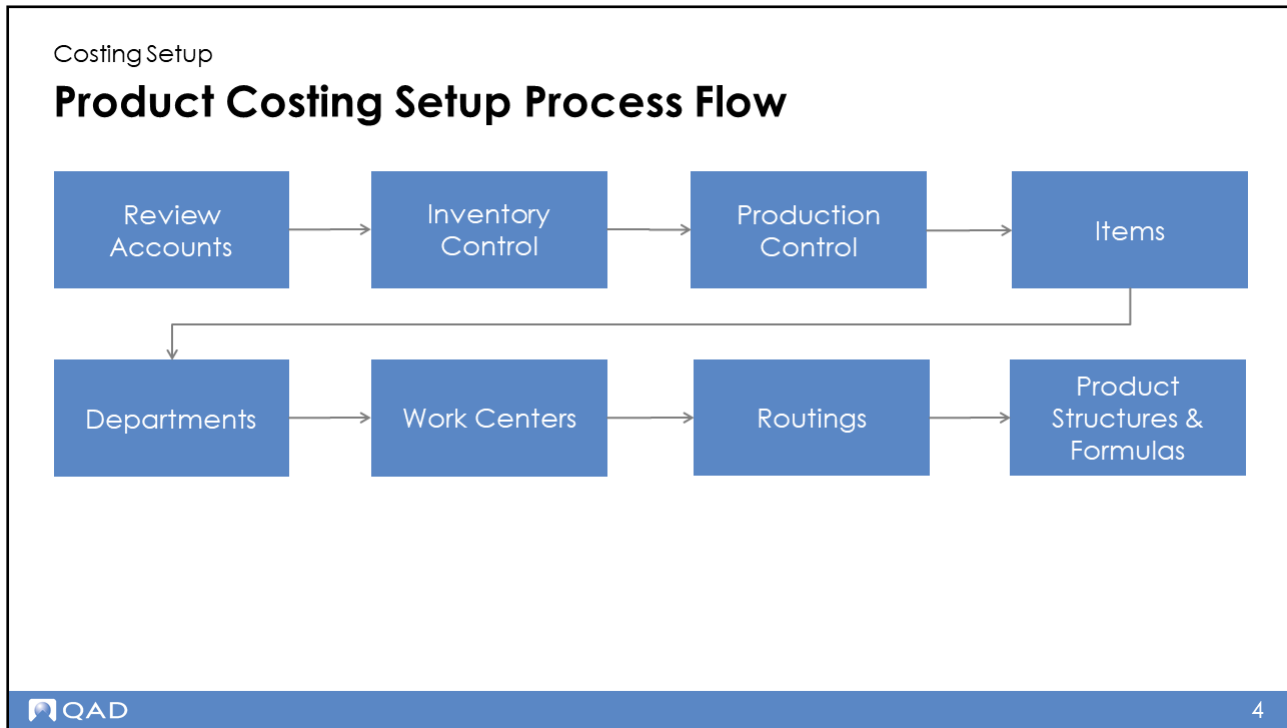 Costing Setup
Product Costing Setup Process Flow
Review
Accounts
Inventory
Control
Production
Control
Items
Departments
Work Centers
Routings
Product
Structures &
Formulas
QAD
4